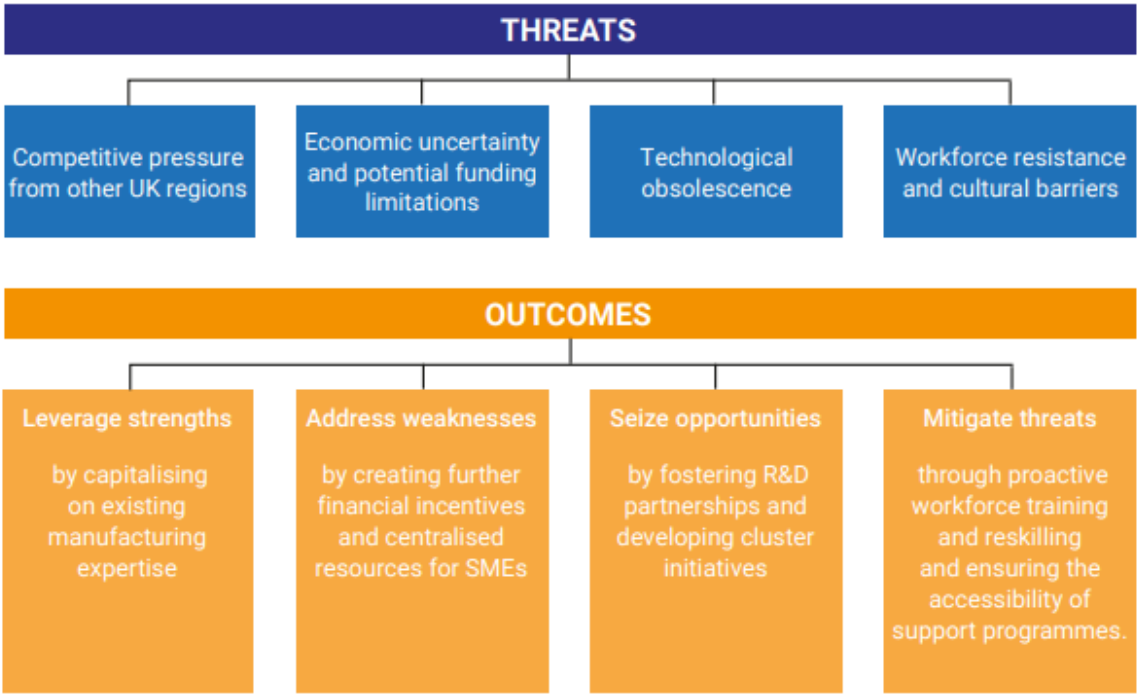 THREATS
Competitive pressure
from other UK regions
Economic uncertainty
and potential funding
limitations
Technological
obsolescence
Workforce resistance
and cultural barriers
OUTCOMES
Leverage strengths
by capitalising
on existing
manufacturing
expertise
Address weaknesses
by creating further
financial incentives
and centralised
resources for SMEs
Seize opportunities
by fostering R&D
partnerships and
developing cluster
initiatives
Mitigate threats
through proactive
workforce training
and reskilling
and ensuring the
accessibility of
support programmes.